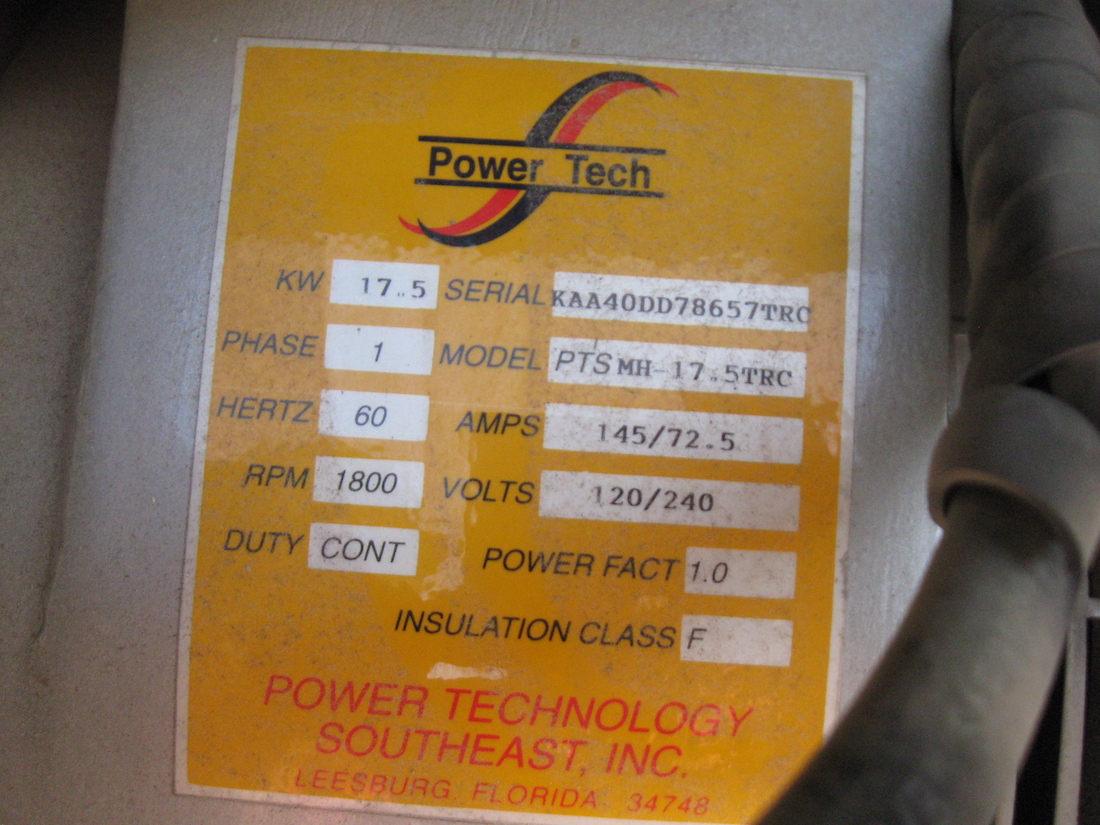 Power Tech
KW 17.5 SERIAL KAA40DD78657TRC
PHASE 1 MODEL PTS MH-17.5TRC
HERTZ 60 AMPS 145/72.5
RPM 1800 VOLTS 120/240
DUTY CONT POWER FACT 1.0
INSULATION CLASS F
POWER TECHNOLOGY
SOUTHEAST, INC.
LEESBURG, FLORIDA 34748